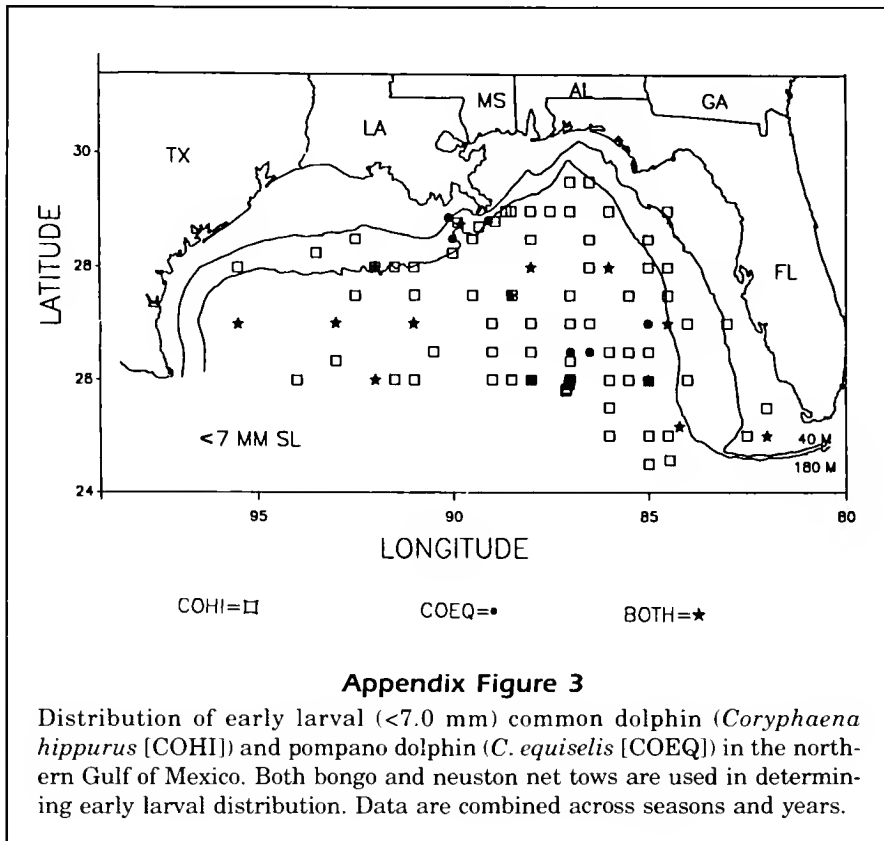 MS
AL
GA
LA
TX
30
28
26
24
LATITUDE
FL
<7 MM SL
40 M
180 M
95
90
85
80
LONGITUDE
COHI=□
COEQ=•
BOTH=★
Appendix Figure 3
Distribution of early larval (<7.0 mm) common dolphin (Coryphaena
hippurus [COHI]) and pompano dolphin (C. equiselis [COEQ]) in the north-
ern Gulf of Mexico. Both bongo and neuston net tows are used in determin-
ing early larval distribution. Data are combined across seasons and years.